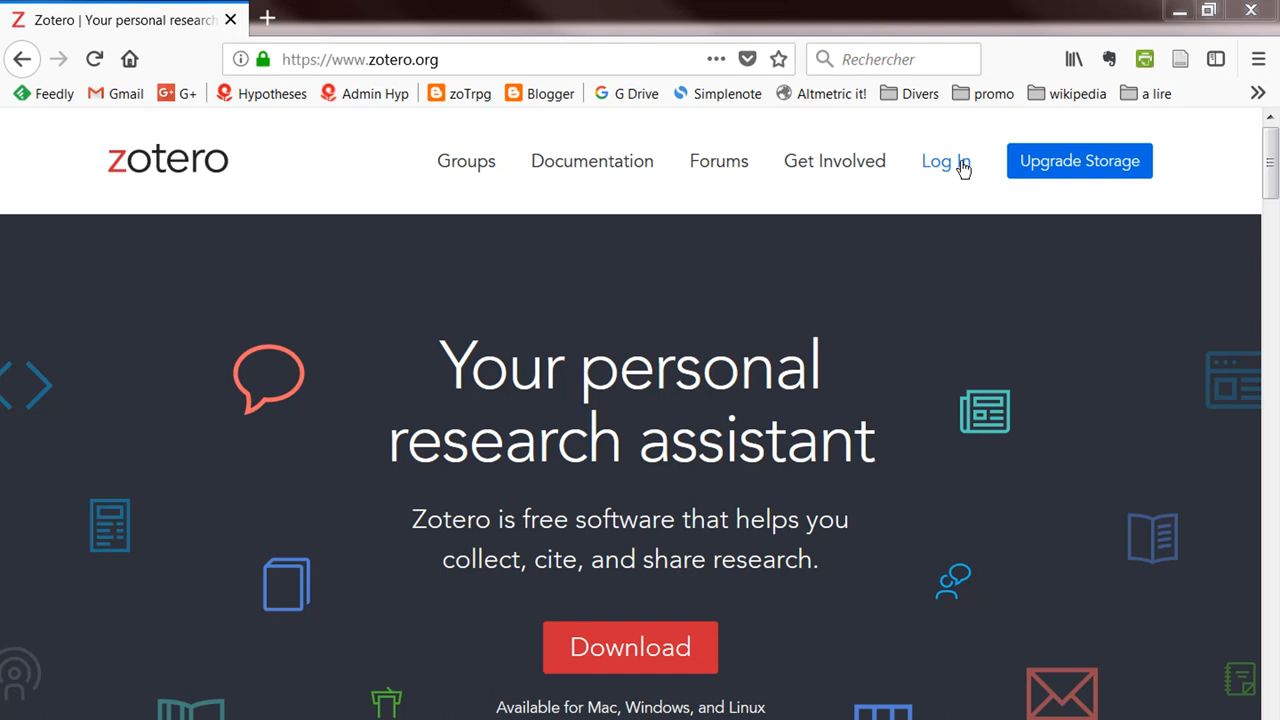 Zotero | Your personal research
https://www.zotero.org
Rechercher
Feedly
Gmail
G+
Hypotheses
Admin Hyp
zoTrpg
Blogger
G Drive
Simplenote
Altmetric it!
Divers
promo
wikipedia
a lire
zotero
Groups
Documentation
Forums
Get Involved
Log In
Upgrade Storage
Your personal
research assistant
Zotero is free software that helps you
collect, cite, and share research.
Download
Available for Mac, Windows, and Linux